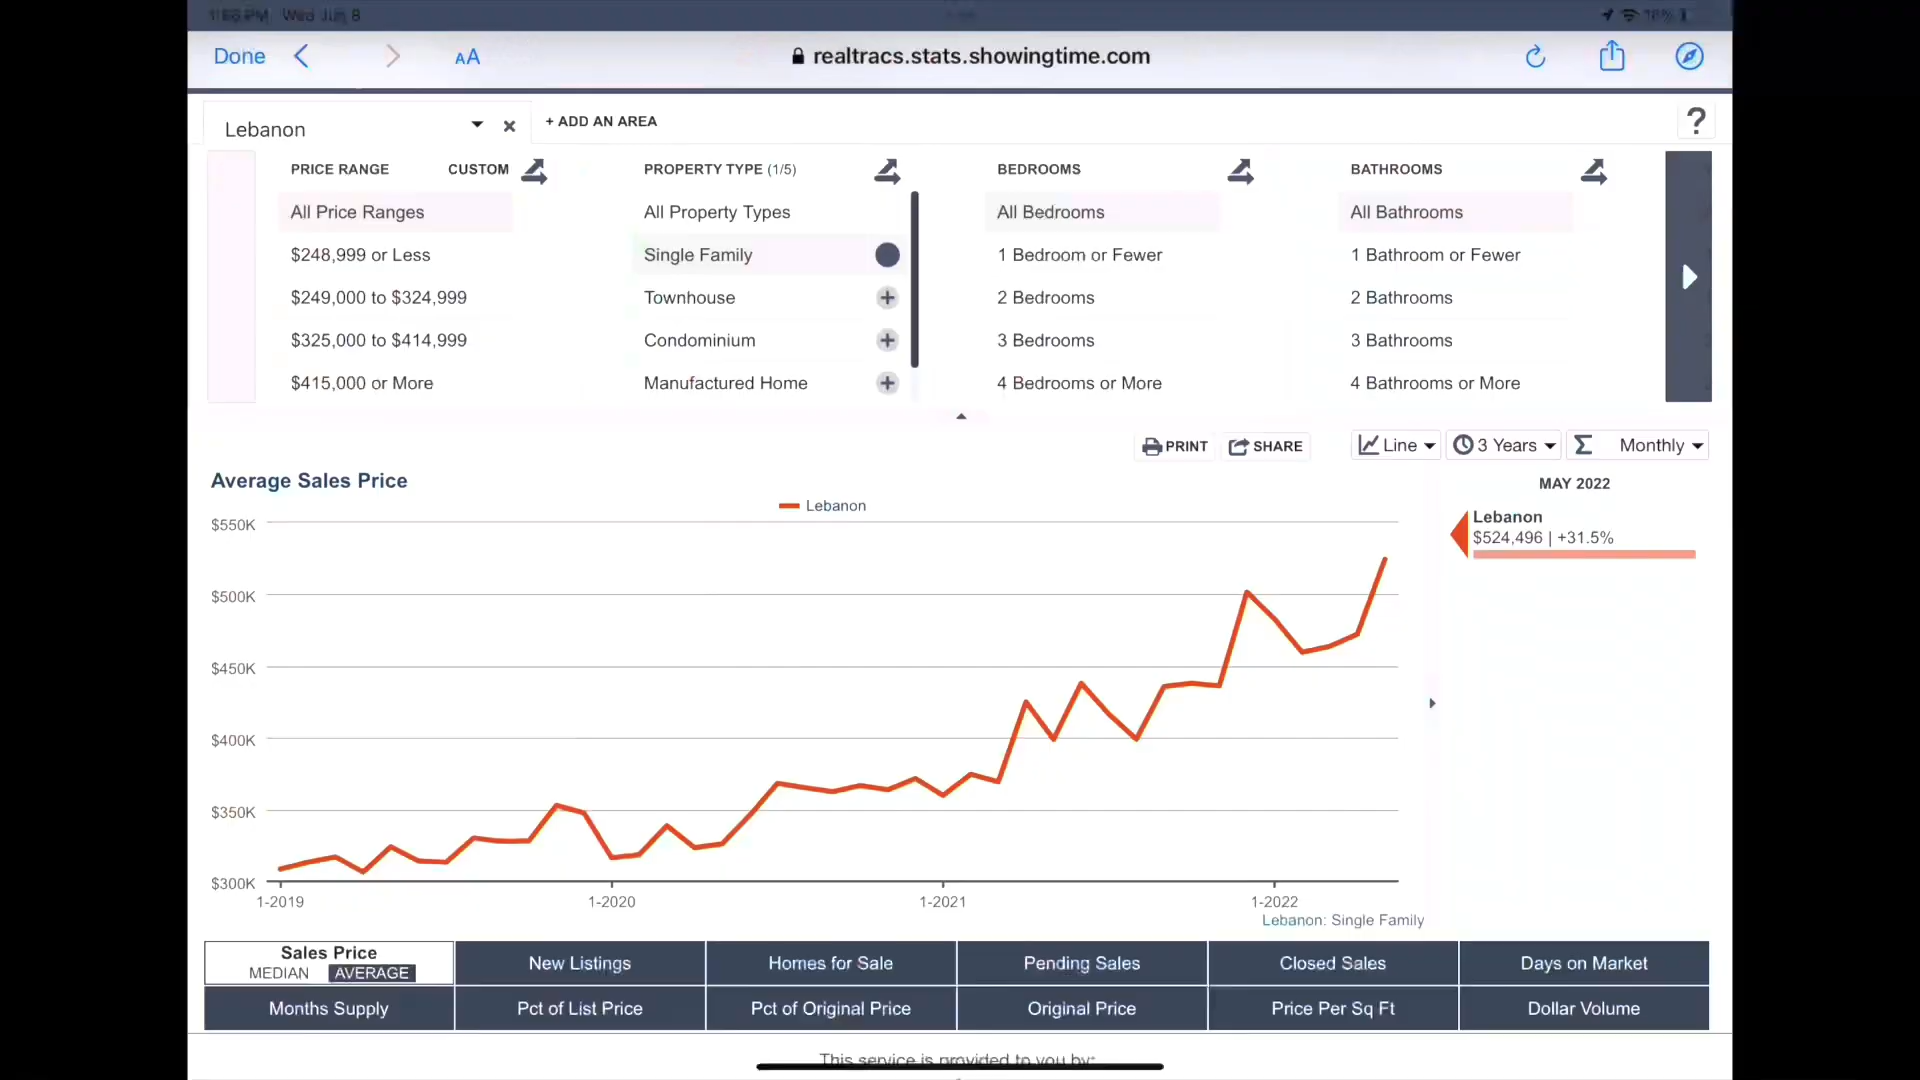 Wed Jun 8
Done
AA
realtracs.stats.showingtime.com
Lebanon
+ ADD AN AREA
?
PRICE RANGE CUSTOM
All Price Ranges
$248,999 or Less
$249,000 to $324,999
$325,000 to $414,999
$415,000 or More
PROPERTY TYPE (1/5)
All Property Types
Single Family
Townhouse
Condominium
Manufactured Home
BEDROOMS
All Bedrooms
1 Bedroom or Fewer
2 Bedrooms
3 Bedrooms
4 Bedrooms or More
BATHROOMS
All Bathrooms
1 Bathroom or Fewer
2 Bathrooms
3 Bathrooms
4 Bathrooms or More
PRINT SHARE Line 3 Years Σ Monthly
Average Sales Price
MAY 2022
Lebanon
Lebanon
$524,496 | +31.5%
$550K
$500K
$450K
$400K
$350K
$300K
1-2019 1-2020 1-2021 1-2022
Lebanon: Single Family
Sales Price
MEDIAN AVERAGE
New Listings
Homes for Sale
Pending Sales
Closed Sales
Days on Market
Months Supply
Pct of List Price
Pct of Original Price
Original Price
Price Per Sq Ft
Dollar Volume
This service is provided to you by